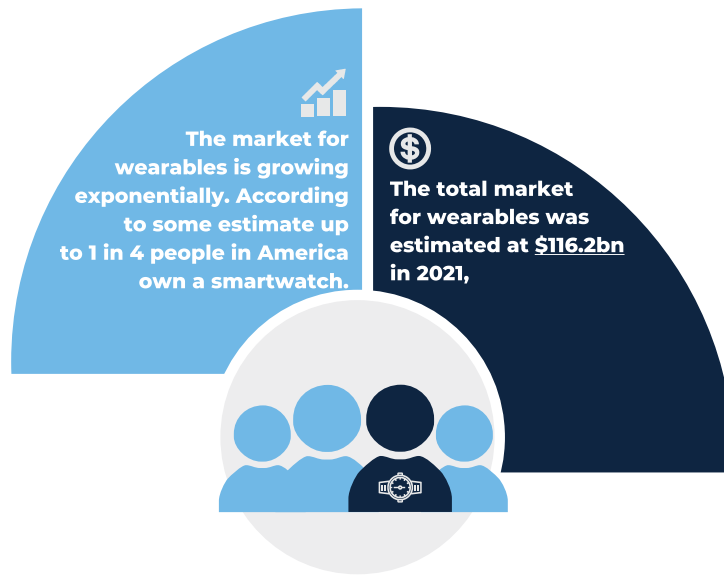 The market for
wearables is growing
exponentially. According
to some estimate up
to 1 in 4 people in America
own a smartwatch.
$
The total market
for wearables was
estimated at $116.2bn
in 2021,